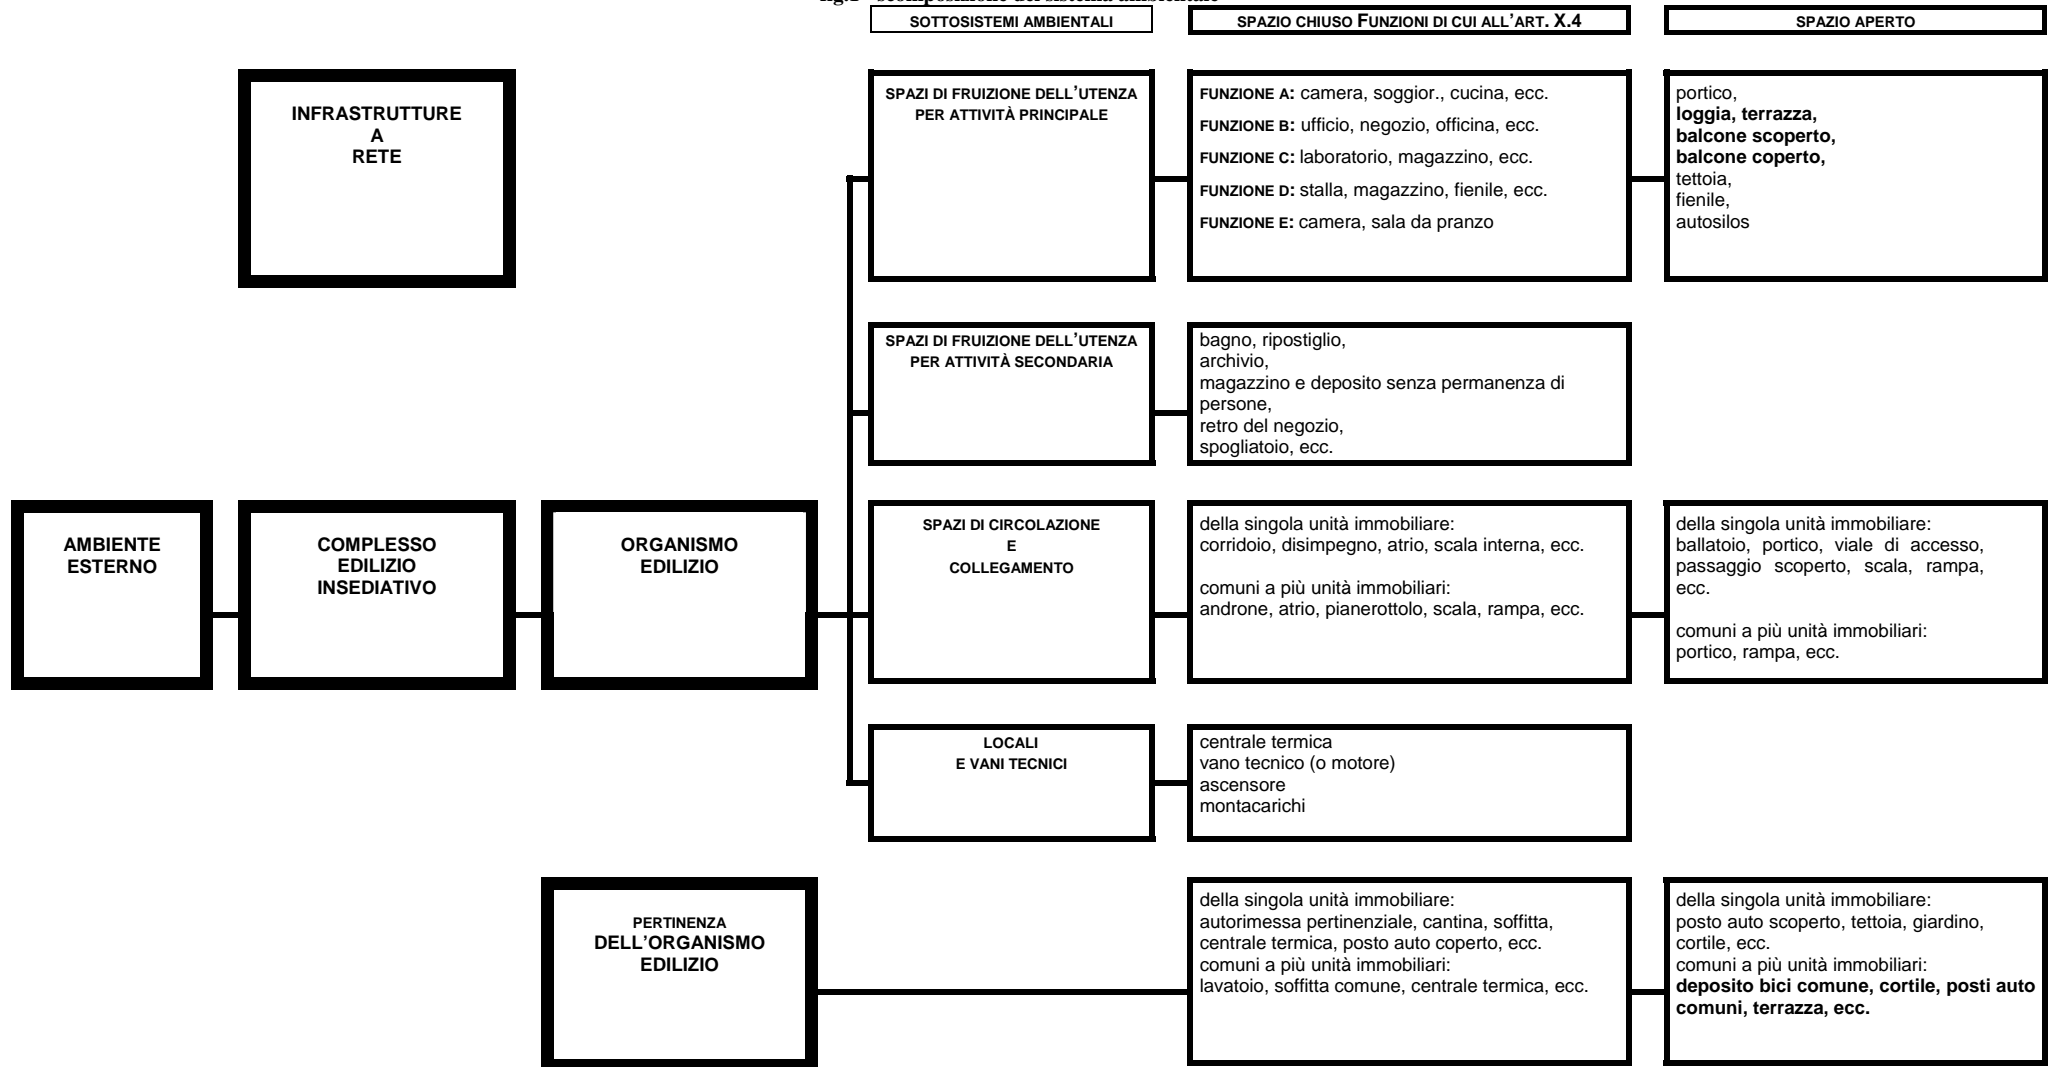 SOTTOSISTEMI AMBIENTALI
SPAZIO CHIUSO FUNZIONI DI CUI ALL'ART. X.4
SPAZIO APERTO
INFRASTRUTTURE
A
RETE
SPAZI DI FRUIZIONE DELL'UTENZA
PER ATTIVITÀ PRINCIPALE
FUNZIONE A: camera, soggior., cucina, ecc.
FUNZIONE B: ufficio, negozio, officina, ecc.
FUNZIONE C: laboratorio, magazzino, ecc.
FUNZIONE D: stalla, magazzino, fienile, ecc.
FUNZIONE E: camera, sala da pranzo
portico,
loggia, terrazza,
balcone scoperto,
balcone coperto,
tettoia,
fienile,
autosilos
SPAZI DI FRUIZIONE DELL'UTENZA
PER ATTIVITÀ SECONDARIA
bagno, ripostiglio,
archivio,
magazzino e deposito senza permanenza di
persone,
retro del negozio,
spogliatoio, ecc.
AMBIENTE
ESTERNO
COMPLESSO
EDILIZIO
INSEDIATIVO
ORGANISMO
EDILIZIO
SPAZI DI CIRCOLAZIONE
E
COLLEGAMENTO
della singola unità immobiliare:
corridoio, disimpegno, atrio, scala interna, ecc.
comuni a più unità immobiliari:
androne, atrio, pianerottolo, scala, rampa, ecc.
della singola unità immobiliare:
ballatoio, portico, viale di accesso,
passaggio scoperto, scala, rampa,
ecc.
comuni a più unità immobiliari:
portico, rampa, ecc.
LOCALI
E VANI TECNICI
centrale termica
vano tecnico (o motore)
ascensore
montacarichi
PERTINENZA
DELL'ORGANISMO
EDILIZIO
della singola unità immobiliare:
autorimessa pertinenziale, cantina, soffitta,
centrale termica, posto auto coperto, ecc.
comuni a più unità immobiliari:
lavatoio, soffitta comune, centrale termica, ecc.
della singola unità immobiliare:
posto auto scoperto, tettoia, giardino,
cortile, ecc.
comuni a più unità immobiliari:
deposito bici comune, cortile, posti auto
comuni, terrazza, ecc.